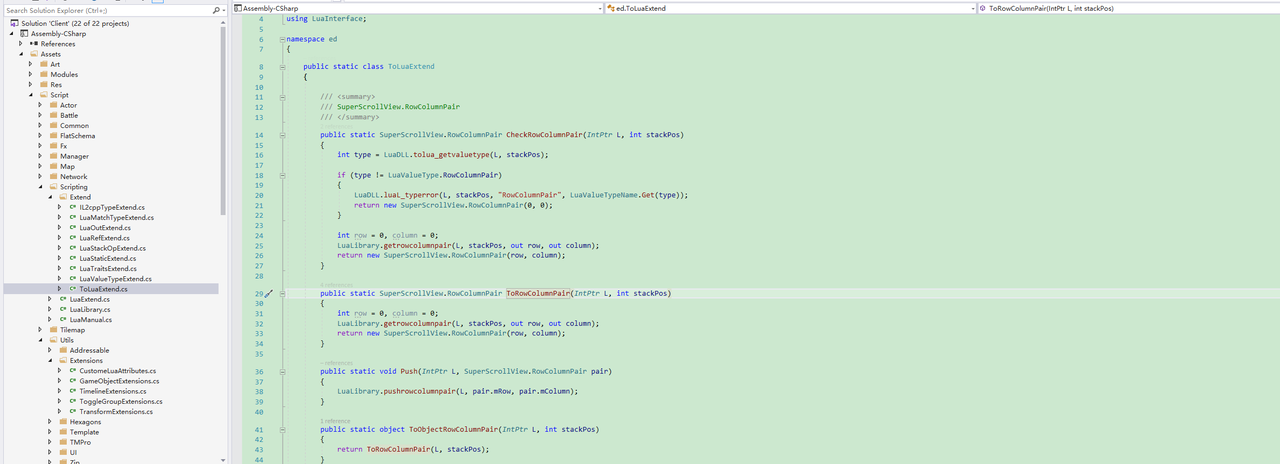 Search Solution Explorer (Ctrl+;)
Solution 'Client' (22 of 22 projects)
Assembly-CSharp
References
Assets
Art
Modules
Res
Script
Actor
Battle
Common
FlatSchema
Fx
Manager
Map
Network
Scripting
Extend
IL2cppTypeExtend.cs
LuaMatchTypeExtend.cs
LuaOutExtend.cs
LuaRefExtend.cs
LuaStackOpExtend.cs
LuaStaticExtend.cs
LuaTraitsExtend.cs
LuaValueTypeExtend.cs
ToLuaExtend.cs
LuaExtend.cs
LuaLibrary.cs
LuaManual.cs
Tilemap
Utils
Addressable
Extensions
CustomeLuaAttributes.cs
GameObjectExtensions.cs
TimelineExtensions.cs
ToggleGroupExtensions.cs
TransformExtensions.cs
Hexagons
Template
TMPro
UI
Zip
Assembly-CSharp
ed.ToLuaExtend
ToRowColumnPair(IntPtr L, int stackPos)
4 using LuaInterface;
5
6 namespace ed
7 {
8 public static class ToLuaExtend
9 {
10
11 /// <summary>
12 /// SuperScrollView.RowColumnPair
13 /// </summary>
14 public static SuperScrollView.RowColumnPair CheckRowColumnPair(IntPtr L, int stackPos)
15 {
16 int type = LuaDLL.tolua_getvaluetype(L, stackPos);
17
18 if (type != LuaValueType.RowColumnPair)
19 {
20 LuaDLL.luaL_typerror(L, stackPos, "RowColumnPair", LuaValueTypeName.Get(type));
21 return new SuperScrollView.RowColumnPair(0, 0);
22 }
23
24 int row = 0, column = 0;
25 LuaLibrary.getrowcolumnpair(L, stackPos, out row, out column);
26 return new SuperScrollView.RowColumnPair(row, column);
27 }
28
29 public static SuperScrollView.RowColumnPair ToRowColumnPair(IntPtr L, int stackPos)
30 {
31 int row = 0, column = 0;
32 LuaLibrary.getrowcolumnpair(L, stackPos, out row, out column);
33 return new SuperScrollView.RowColumnPair(row, column);
34 }
35
references
36 public static void Push(IntPtr L, SuperScrollView.RowColumnPair pair)
37 {
38 LuaLibrary.pushrowcolumnpair(L, pair.mRow, pair.mColumn);
39 }
40
1 reference
41 public static object ToObjectRowColumnPair(IntPtr L, int stackPos)
42 {
43 return ToRowColumnPair(L, stackPos);
44 }